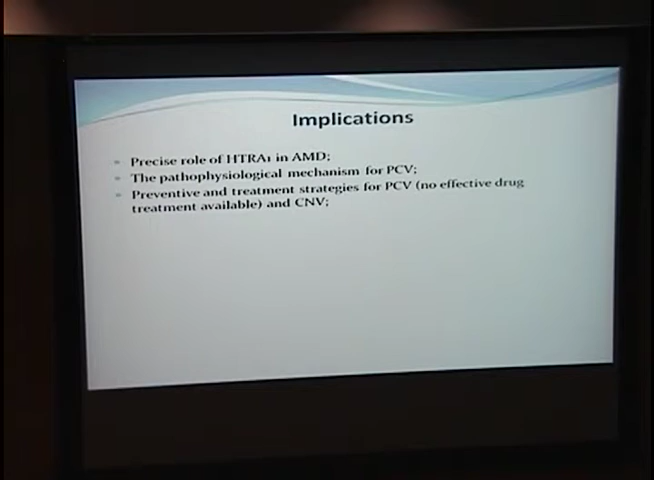 Implications
Precise role of HTRA1 in AMD;
The pathophysiological mechanism for PCV;
Preventive and treatment strategies for PCV (no effective drug
treatment available) and CNV;